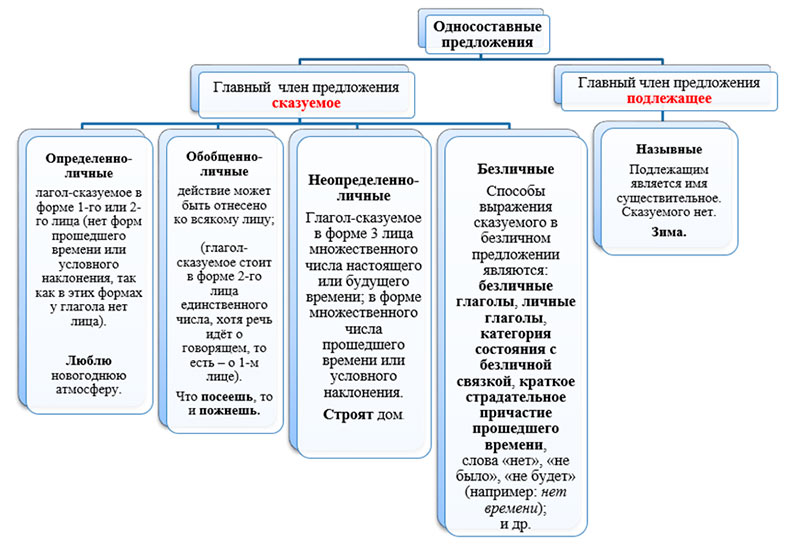 Односоставные
предложения
Главный член предложения
сказуемое
Главный член предложения
подлежащее
Определенно-
личные
лагол-сказуемое в
форме 1-го или 2-
го лица (нет форм
прошедшего
времени или
условного
наклонения, так
как в этих формах
у глагола нет
лица).
Люблю
новогоднюю
атмосферу.
Обобщенно-
личные
действие может
быть отнесено
ко всякому лицу;
(глагол-
сказуемое стоит
в форме 2-го
лица
единственного
числа, хотя речь
идёт о
говорящем, то
есть – о 1-м
лице).
Что посеешь, то
и пожнешь.
Неопределенно-
личные
Глагол-сказуемое
в форме 3 лица
множественного
числа настоящего
или будущего
времени; в форме
множественного
числа
прошедшего
времени или
условного
наклонения.
Строят дом.
Безличные
Способы
выражения
сказуемого в
безличном
предложении
являются:
безличные
глаголы, личные
глаголы,
категория
состояния с
безличной
связкой, краткое
страдательное
причастие
прошедшего
времени,
слова «нет», «не
было», «не будет»
(например: нет
времени);
и др.
Назывные
Подлежащим
является имя
существительное.
Сказуемого нет.
Зима.